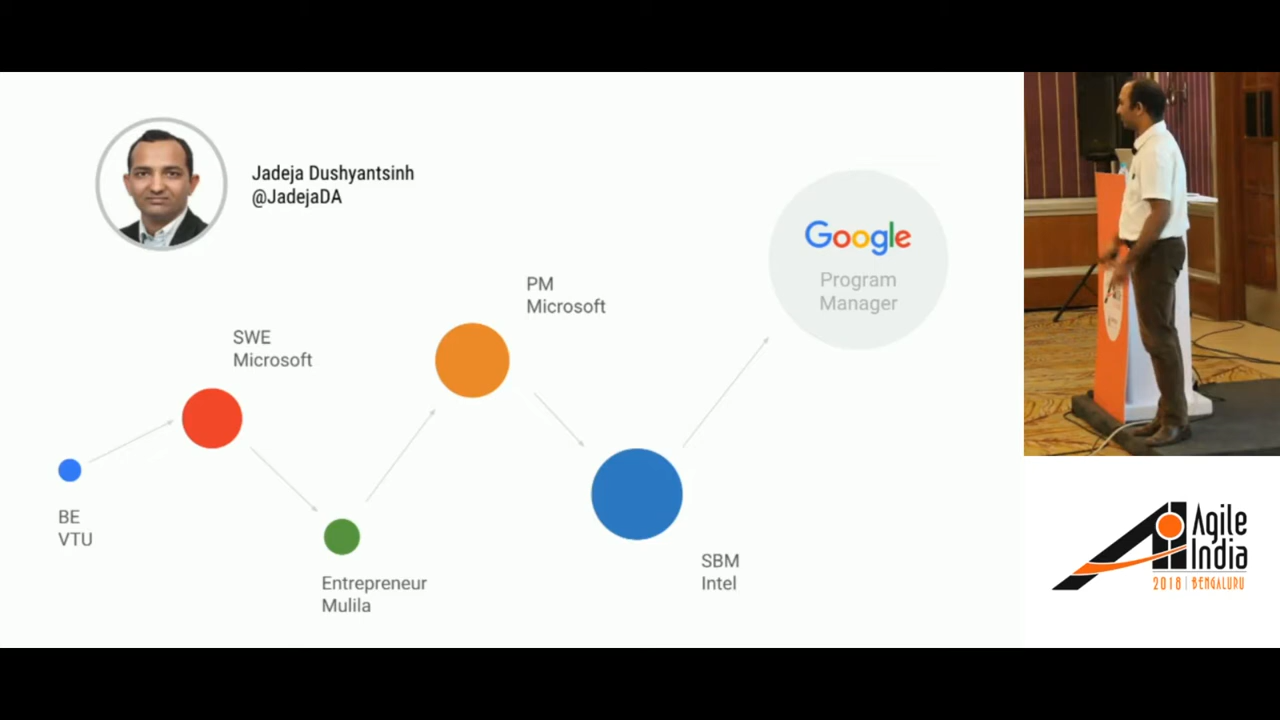 Jadeja Dushyantsinh
@JadejaDA
Google
Program
Manager
PM
Microsoft
SWE
Microsoft
BE
VTU
Entrepreneur
Mulila
SBM
Intel
Agile
India
2018 | BENGALURU